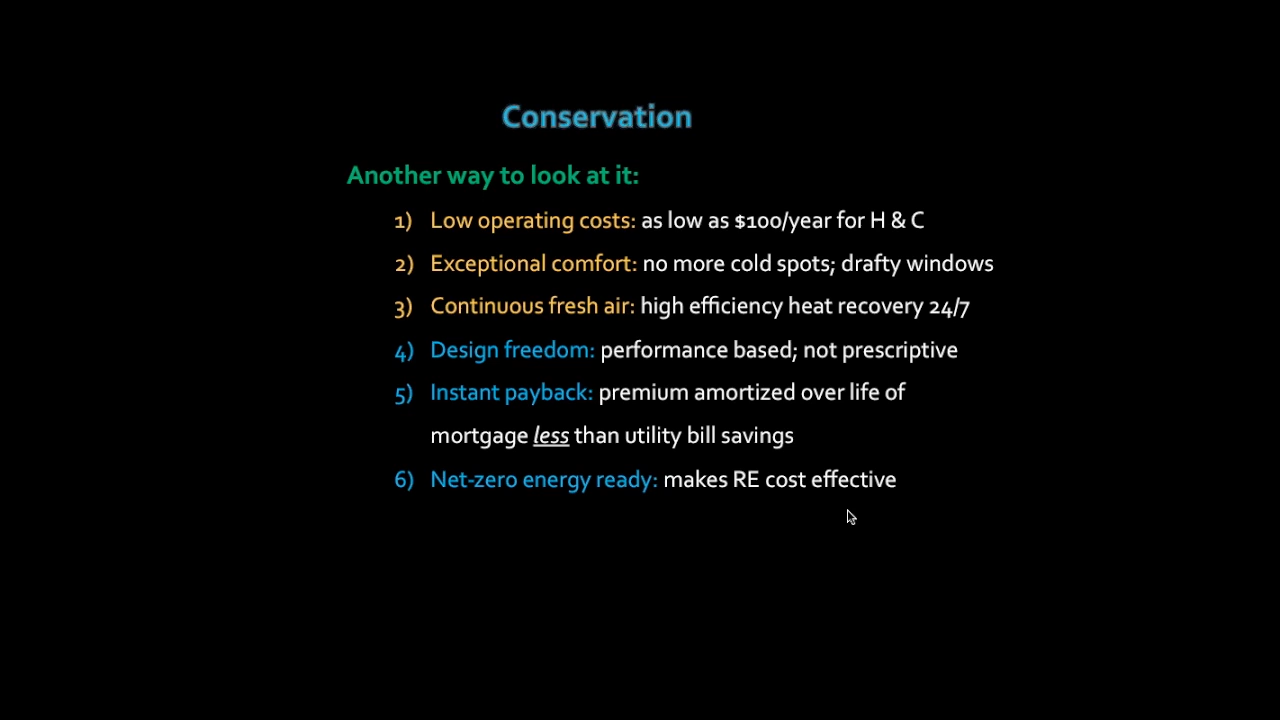 Conservation
Another way to look at it:
1) Low operating costs: as low as $100/year for H & C
2) Exceptional comfort: no more cold spots; drafty windows
3) Continuous fresh air: high efficiency heat recovery 24/7
4) Design freedom: performance based; not prescriptive
5) Instant payback: premium amortized over life of
mortgage less than utility bill savings
6) Net-zero energy ready: makes RE cost effective